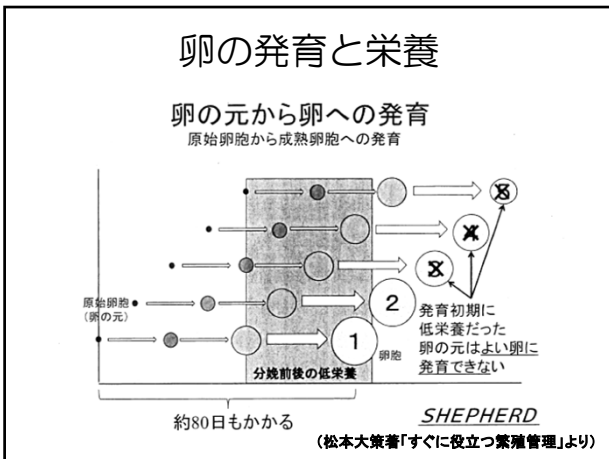 卵の発育と栄養
卵の元から卵への発育
原始卵胞から成熟卵胞への発育
5
4
3
原始卵胞
(卵の元)
2
1
卵胞
発育初期に
低栄養だった
卵の元はよい卵に
発育できない
分娩前後の低栄養
約80日もかかる
SHEPHERD
(松本大策著「すぐに役立つ繁殖管理」より)